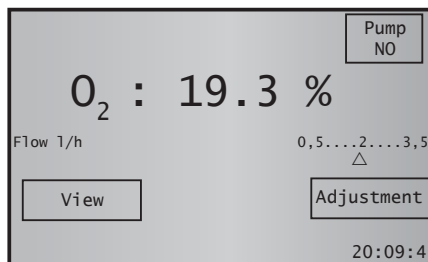 Pump
NO
O₂ : 19.3 %
Flow l/h
0,5....2....3,5
View
Adjustment
20:09:4